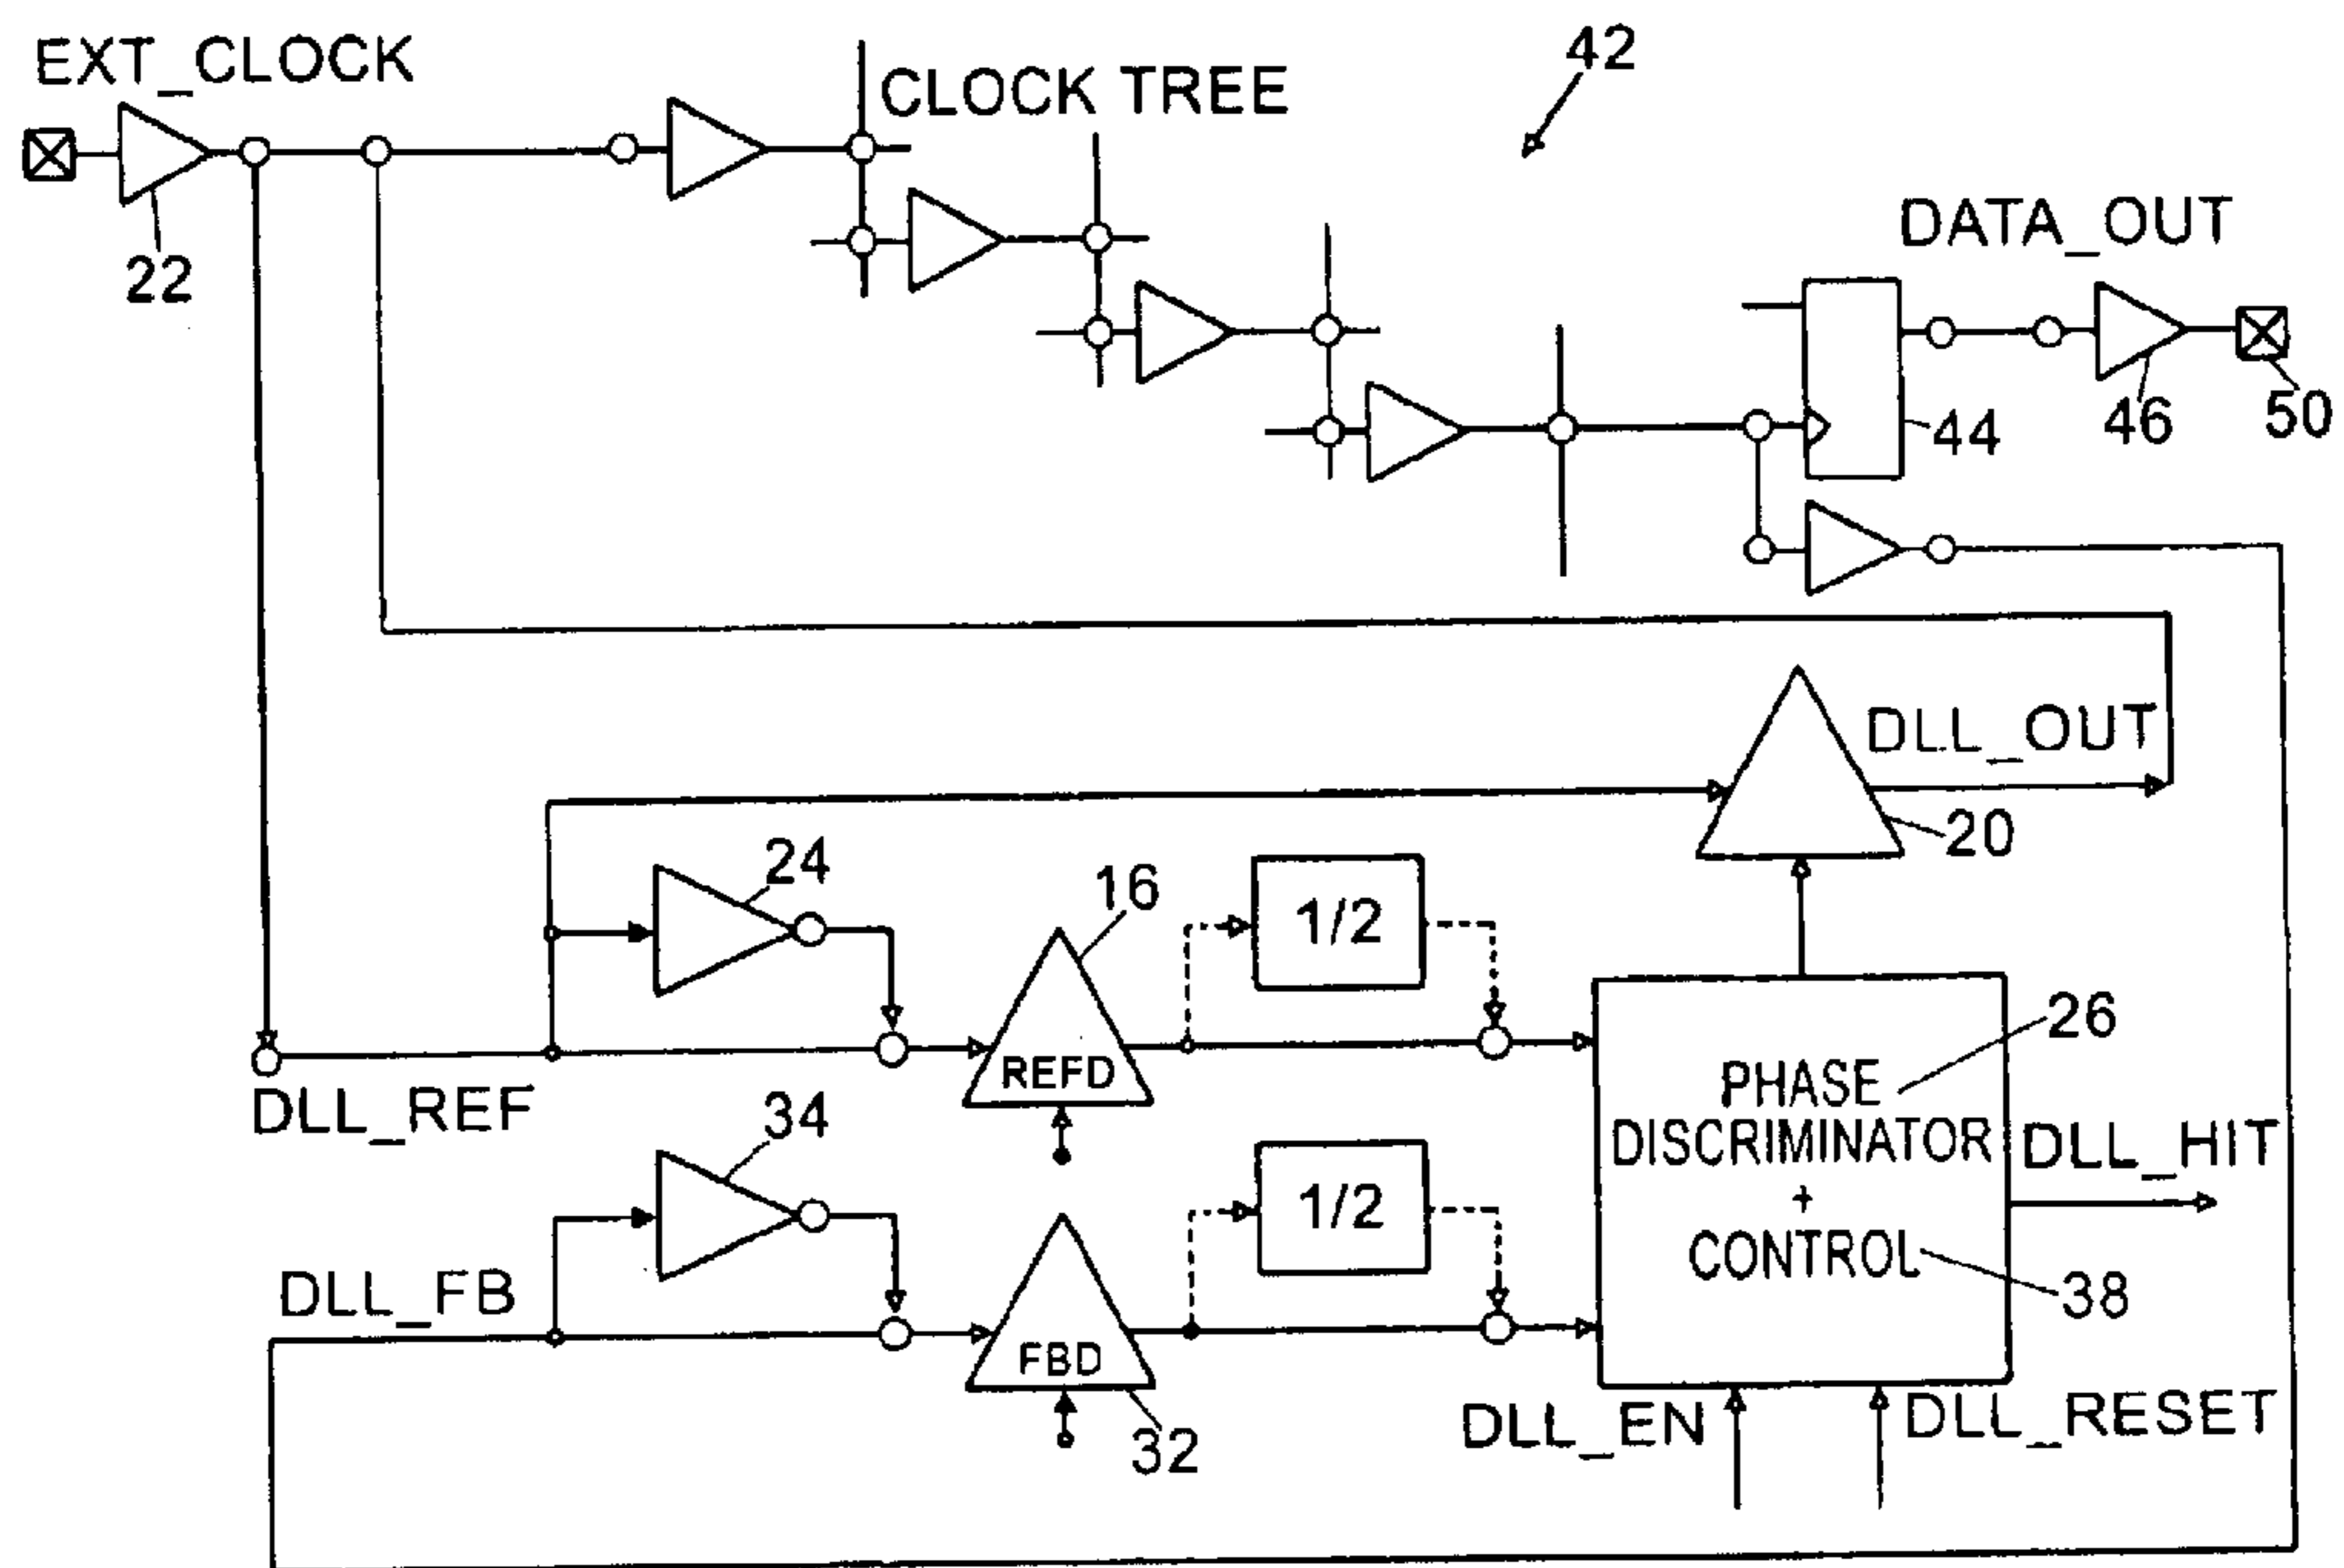 EXT_CLOCK
CLOCK TREE
42
22
DATA_OUT
44
46
50
DLL_OUT
20
24
16
1/2
REFD
DLL_REF
26
PHASE
DISCRIMINATOR
+
CONTROL
38
DLL_HIT
34
1/2
DLL_FB
FBD
32
DLL_EN
DLL_RESET